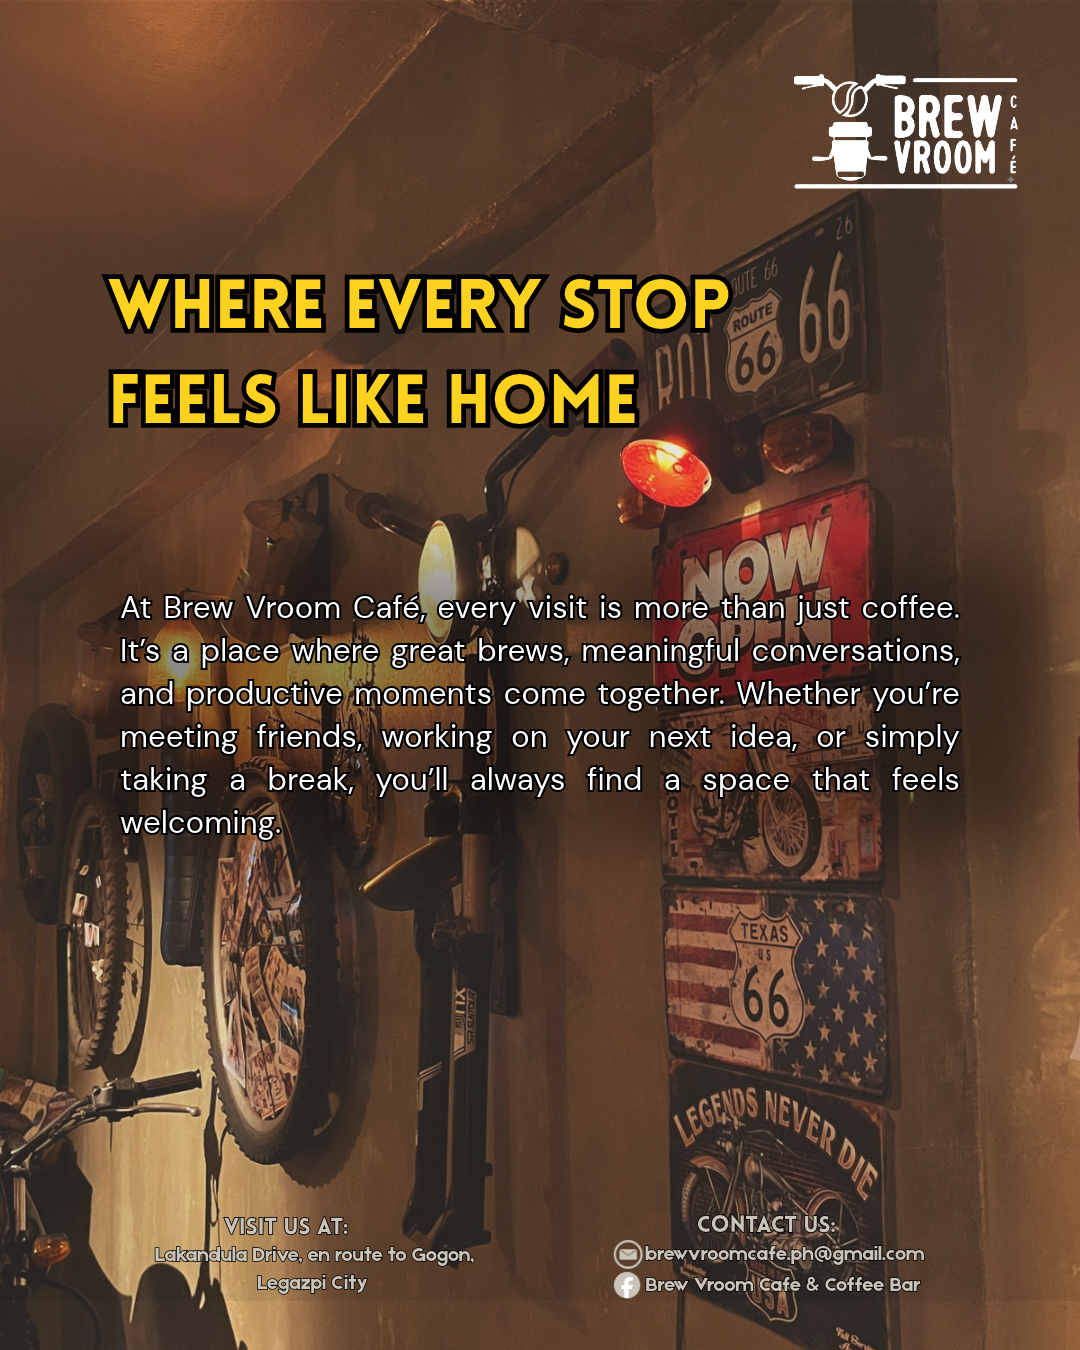 BREW
VROOM
CAFÉ
26
ROUTE 66
ROUTE
66
66
WHERE EVERY STOP
FEELS LIKE HOME
NOW
OPEN
At Brew Vroom Café, every visit is more than just coffee.
It’s a place where great brews, meaningful conversations,
and productive moments come together. Whether you’re
meeting friends, working on your next idea, or simply
taking a break, you’ll always find a space that feels
welcoming.
TEXAS
US
66
LEGENDS NEVER DIE
USA
VISIT US AT:
Lakandula Drive, en route to Gogon,
Legazpi City
CONTACT US:
brewvroomcafe.ph@gmail.com
Brew Vroom Cafe & Coffee Bar